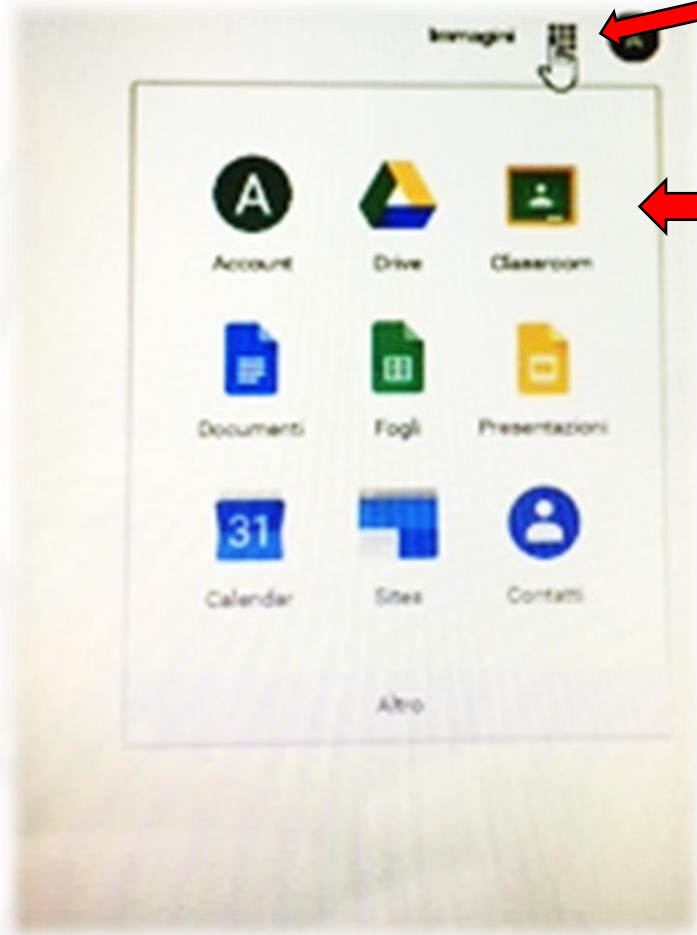 Immagini
A
Account Drive Classroom
Documenti Fogli Presentazioni
31
Calendar Sites Contatti
Altro